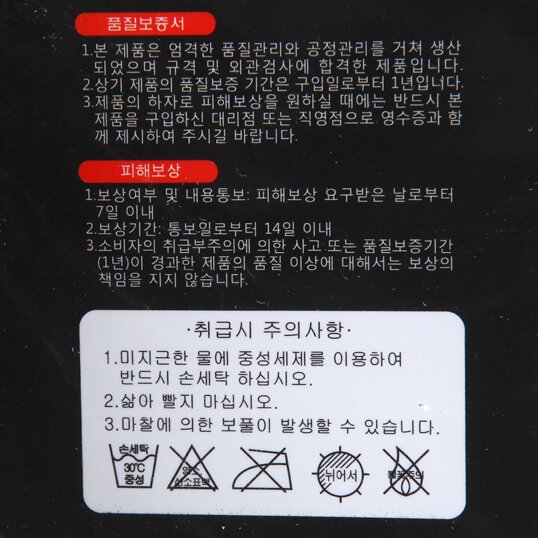 품질보증서
1.본 제품은 엄격한 품질관리와 공정관리를 거쳐 생산
되었으며 규격 및 외관검사에 합격한 제품입니다.
2.상기 제품의 품질보증 기간은 구입일로부터 1년입니다.
3.제품의 하자로 피해보상을 원하실 때에는 반드시 본
제품을 구입하신 대리점 또는 직영점으로 영수증과 함
께 제시하여 주시길 바랍니다.
피해보상
1.보상여부 및 내용통보: 피해보상 요구받은 날로부터
7일 이내
2.보상기간: 통보일로부터 14일 이내
3.소비자의 취급부주의에 의한 사고 또는 품질보증기간
(1년)이 경과한 제품의 품질 이상에 대해서는 보상의
책임을 지지 않습니다.
·취급시 주의사항·
1.미지근한 물에 중성세제를 이용하여
반드시 손세탁 하십시오.
2.삶아 빨지 마십시오.
3.마찰에 의한 보풀이 발생할 수 있습니다.
손세탁
30℃
중성
염소
산소표백
뉘어서